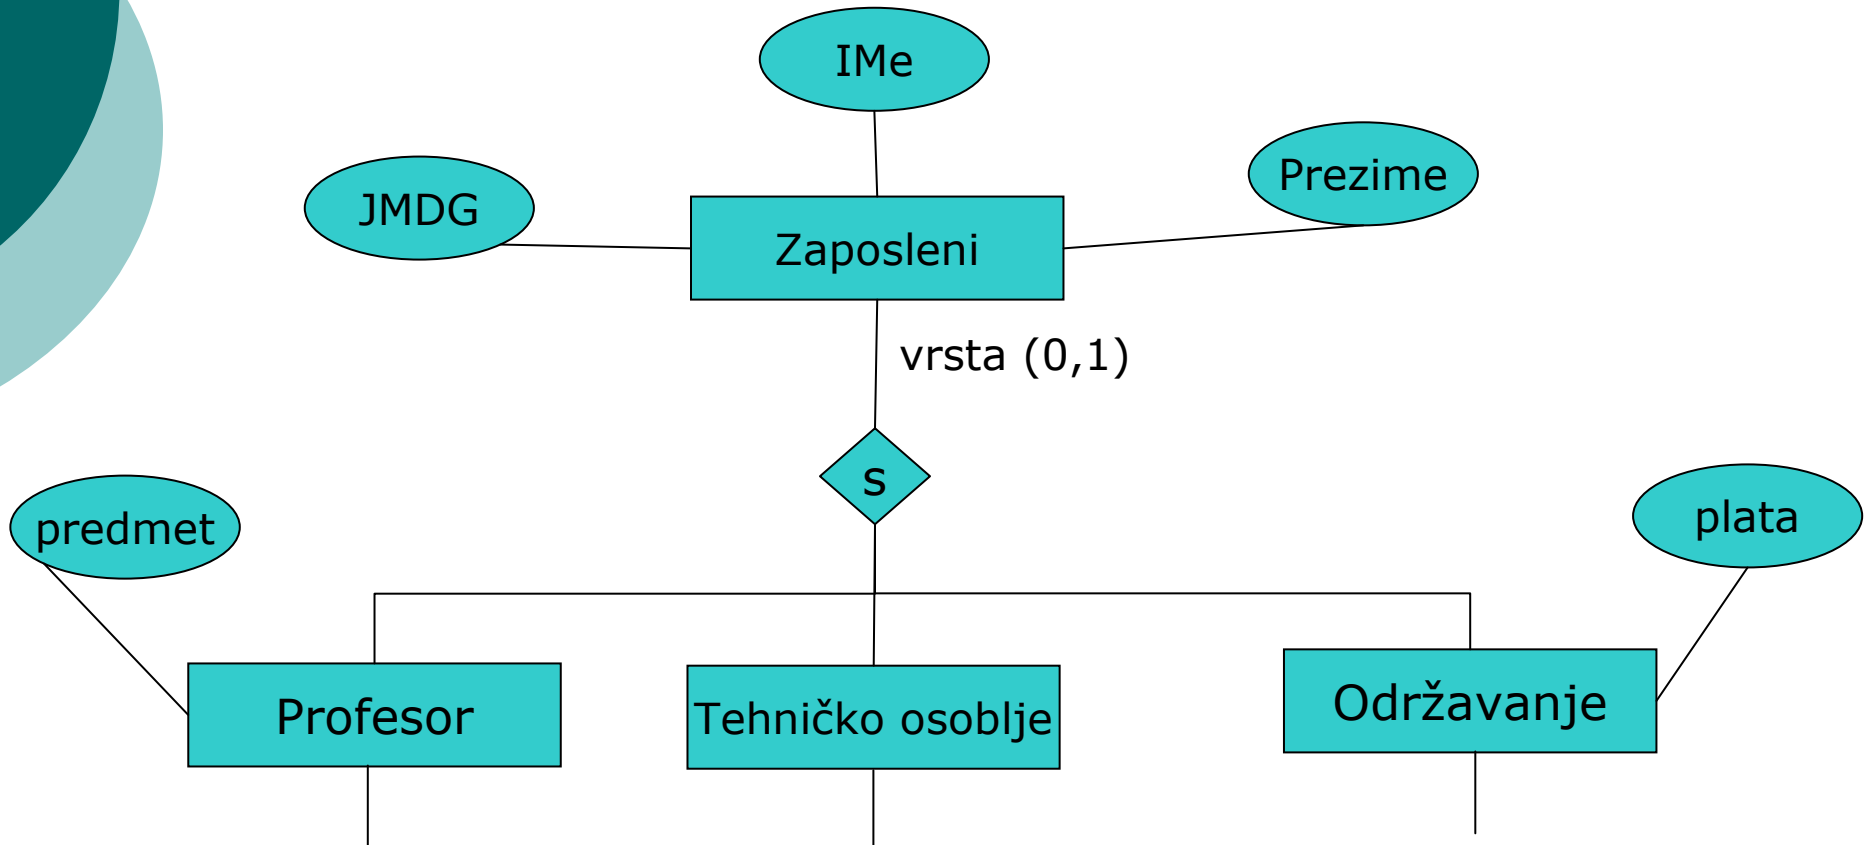 IMe
JMDG
Prezime
Zaposleni
vrsta (0,1)
s
predmet
plata
Profesor
Tehničko osoblje
Održavanje